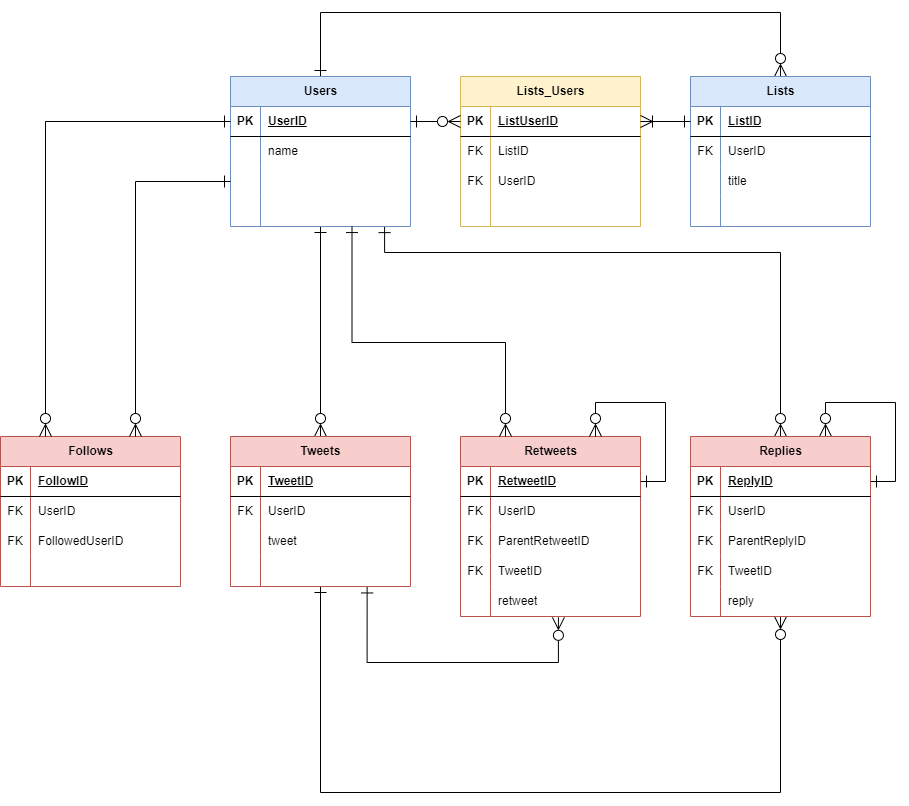 Users
PK UserID
name
Lists_Users
PK ListUserID
FK ListID
FK UserID
Lists
PK ListID
FK UserID
title
Follows
PK FollowID
FK UserID
FK FollowedUserID
Tweets
PK TweetID
FK UserID
tweet
Retweets
PK RetweetID
FK UserID
FK ParentRetweetID
FK TweetID
retweet
Replies
PK ReplyID
FK UserID
FK ParentReplyID
FK TweetID
reply